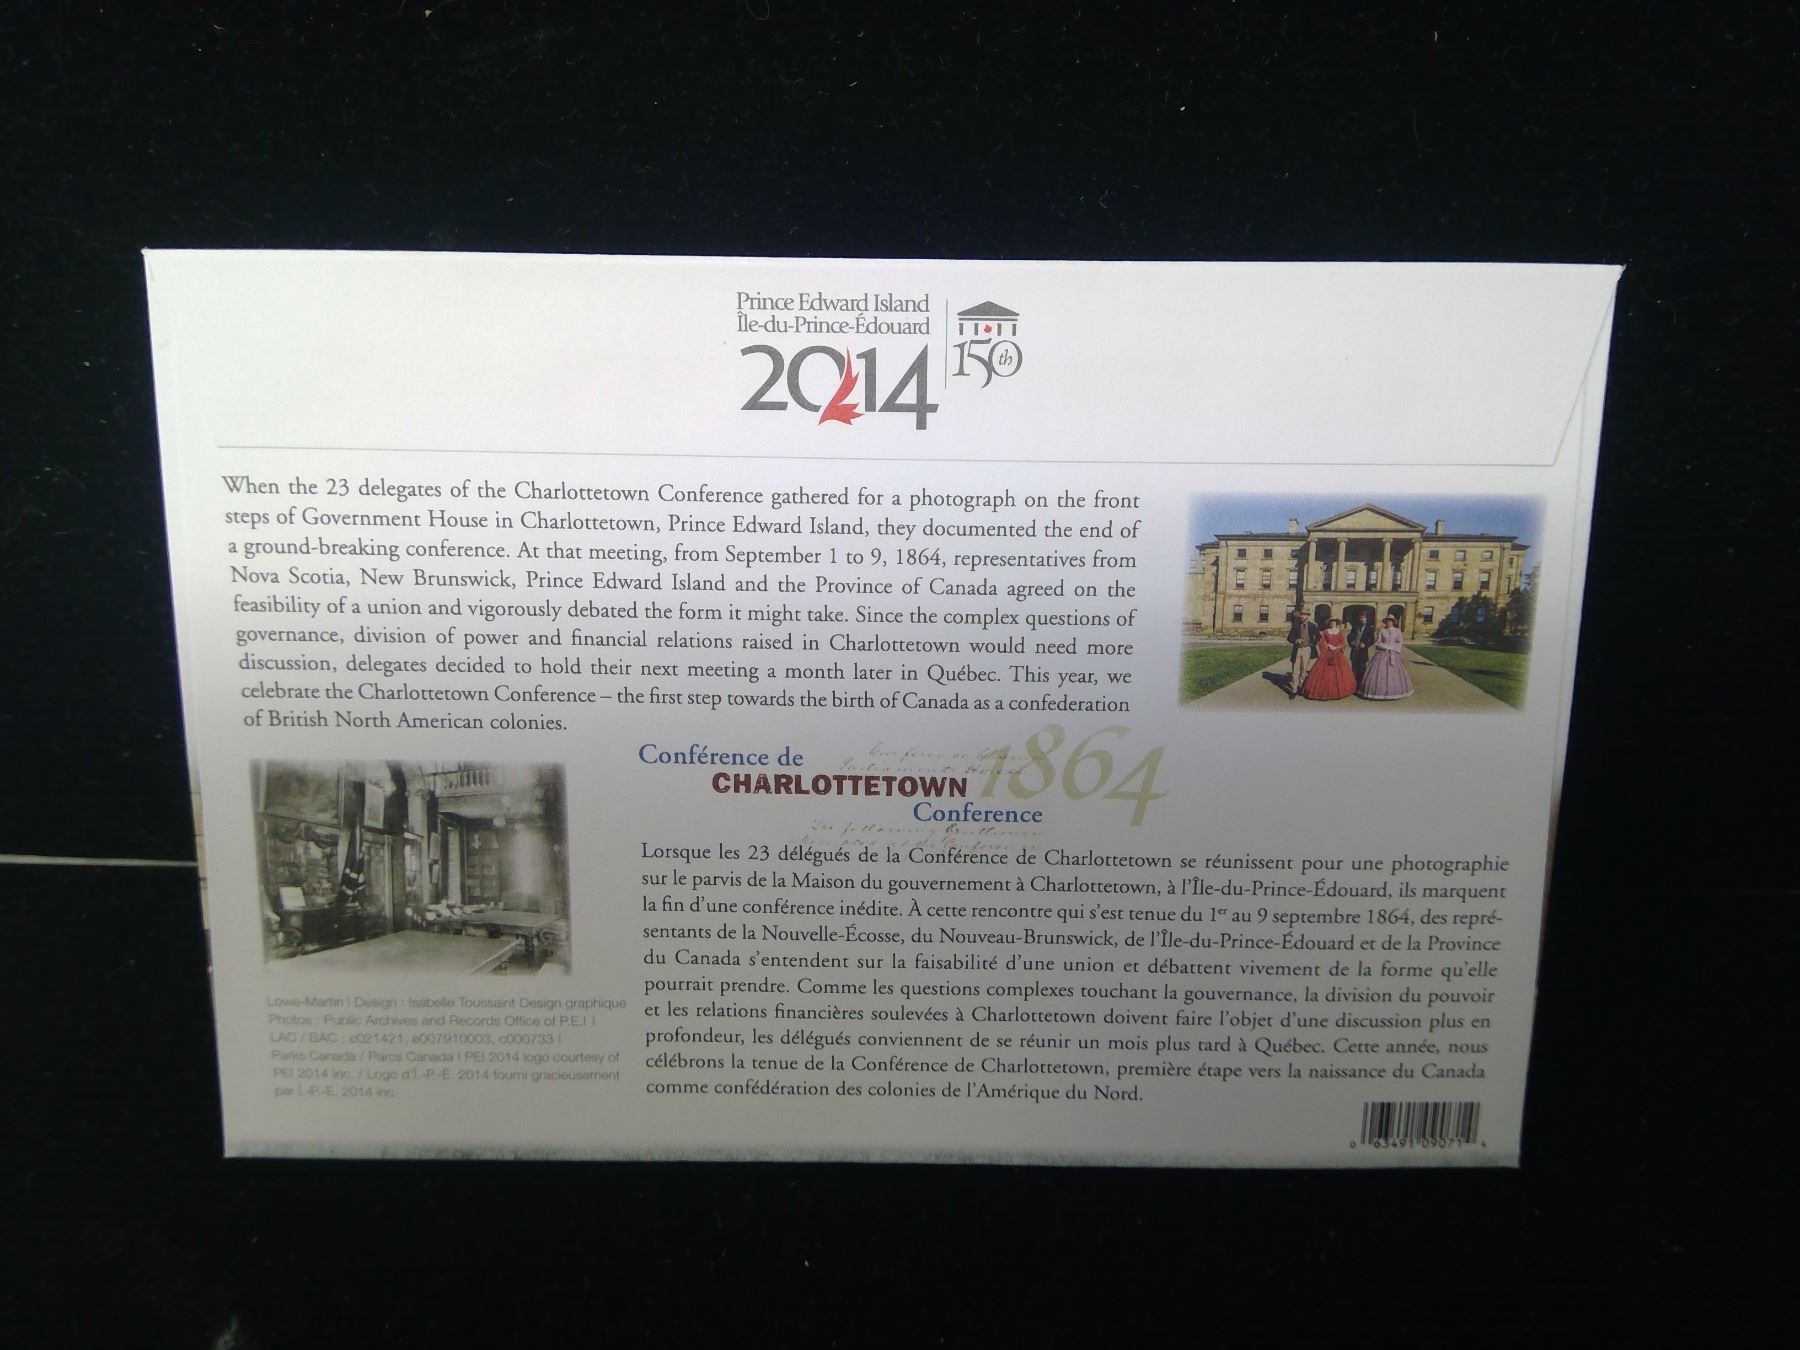 Prince Edward Island
Île-du-Prince-Édouard
2014
150th
When the 23 delegates of the Charlottetown Conference gathered for a photograph on the front
steps of Government House in Charlottetown, Prince Edward Island, they documented the end of
a ground-breaking conference. At that meeting, from September 1 to 9, 1864, representatives from
Nova Scotia, New Brunswick, Prince Edward Island and the Province of Canada agreed on the
feasibility of a union and vigorously debated the form it might take. Since the complex questions of
governance, division of power and financial relations raised in Charlottetown would need more
discussion, delegates decided to hold their next meeting a month later in Québec. This year, we
celebrate the Charlottetown Conference – the first step towards the birth of Canada as a confederation
of British North American colonies.
Conférence de
CHARLOTTETOWN
Conference
1864
Lorsque les 23 délégués de la Conférence de Charlottetown se réunissent pour une photographie
sur le parvis de la Maison du gouvernement à Charlottetown, à l'Île-du-Prince-Édouard, ils marquent
la fin d'une conférence inédite. À cette rencontre qui s'est tenue du 1er au 9 septembre 1864, des repré-
sentants de la Nouvelle-Écosse, du Nouveau-Brunswick, de l'Île-du-Prince-Édouard et de la Province
du Canada s'entendent sur la faisabilité d'une union et débattent vivement de la forme qu'elle
pourrait prendre. Comme les questions complexes touchant la gouvernance, la division du pouvoir
et les relations financières soulevées à Charlottetown doivent faire l'objet d'une discussion plus en
profondeur, les délégués conviennent de se réunir un mois plus tard à Québec. Cette année, nous
célébrons la tenue de la Conférence de Charlottetown, première étape vers la naissance du Canada
comme confédération des colonies de l'Amérique du Nord.
Lowe-Martin | Design : Isabelle Toussaint Design graphique
Photos : Public Archives and Records Office of P.E.I |
LAC / BAC : c021421, e007910003, c000733 |
Parks Canada / Parcs Canada | PEI 2014 logo courtesy of
PEI 2014 Inc. / Logo d'Î.-P.-É. 2014 fourni gracieusement
par Î.-P.-É. 2014 inc.
0 63491 09071 4